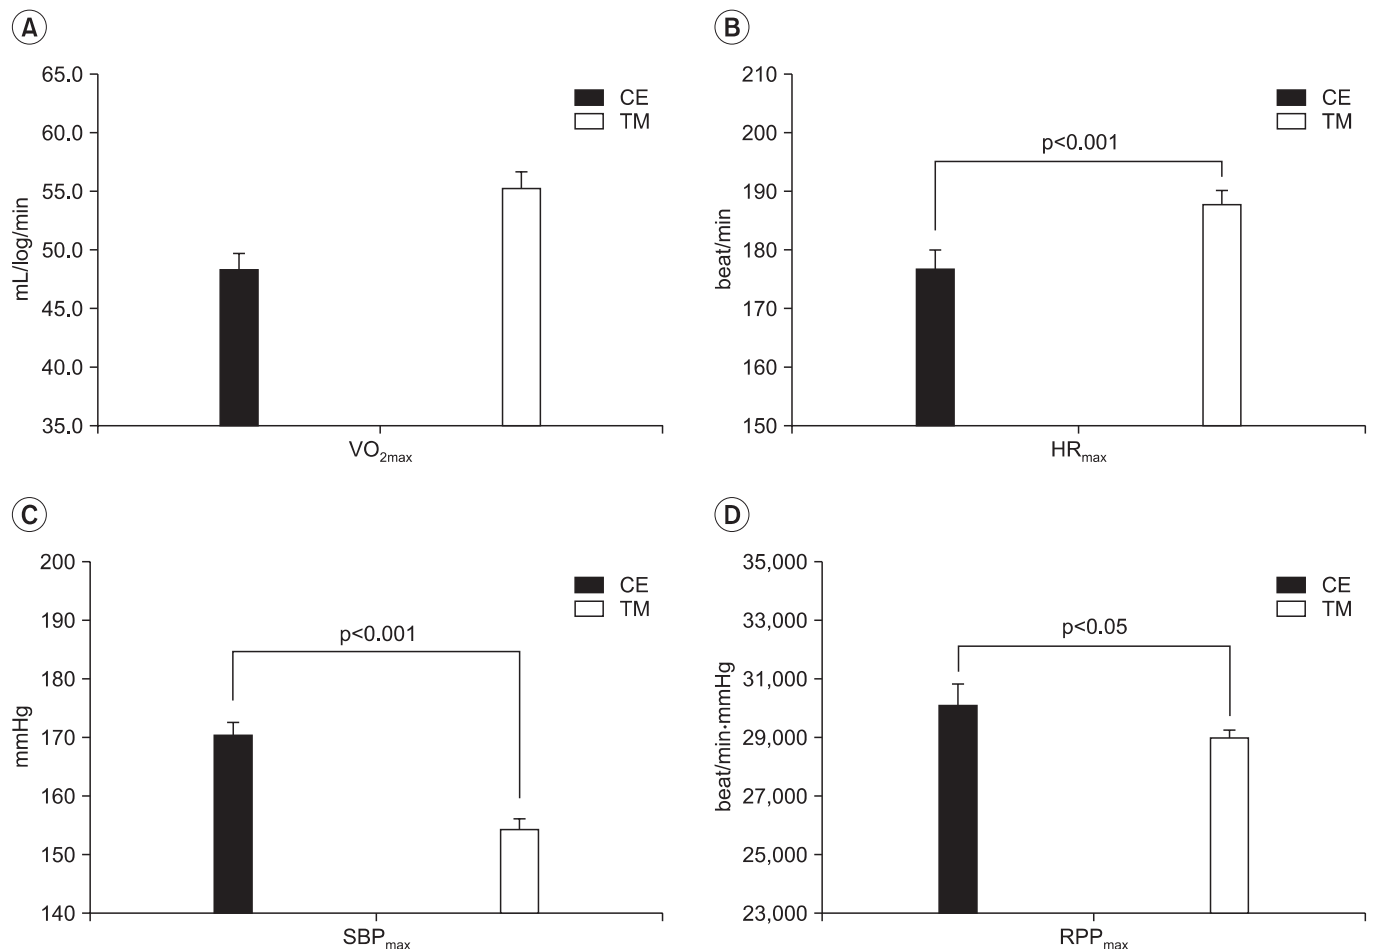 A
65.0
60.0
55.0
50.0
45.0
40.0
35.0
mL/log/min
CE
TM
VO2max
B
210
200
190
180
170
160
150
beat/min
CE
TM
p<0.001
HRmax
C
200
190
180
170
160
150
140
mmHg
CE
TM
p<0.001
SBPmax
D
35,000
33,000
31,000
29,000
27,000
25,000
23,000
beat/min·mmHg
CE
TM
p<0.05
RPPmax